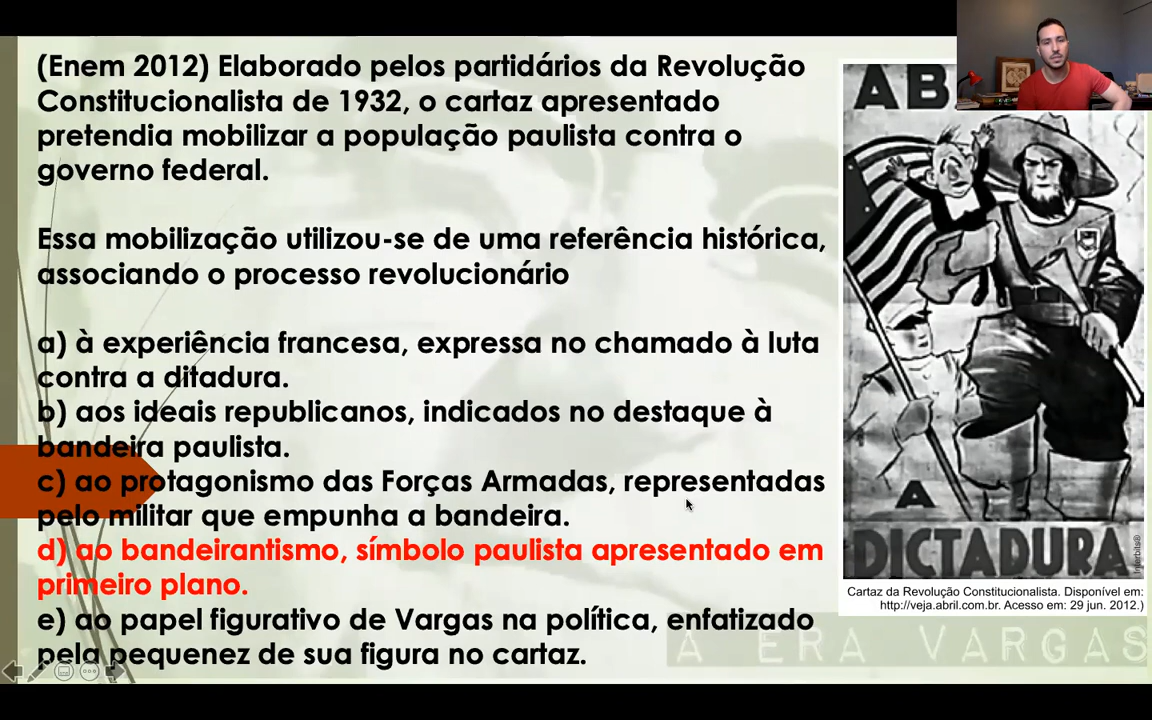 (Enem 2012) Elaborado pelos partidários da Revolução
Constitucionalista de 1932, o cartaz apresentado
pretendia mobilizar a população paulista contra o
governo federal.
Essa mobilização utilizou-se de uma referência histórica,
associando o processo revolucionário
a) à experiência francesa, expressa no chamado à luta
contra a ditadura.
b) aos ideais republicanos, indicados no destaque à
bandeira paulista.
c) ao protagonismo das Forças Armadas, representadas
pelo militar que empunha a bandeira.
d) ao bandeirantismo, símbolo paulista apresentado em
primeiro plano.
e) ao papel figurativo de Vargas na política, enfatizado
pela pequenez de sua figura no cartaz.
AB
A
DICTADURA
Interbits®
Cartaz da Revolução Constitucionalista. Disponível em:
http://veja.abril.com.br. Acesso em: 29 jun. 2012.)
A ERA VARGAS